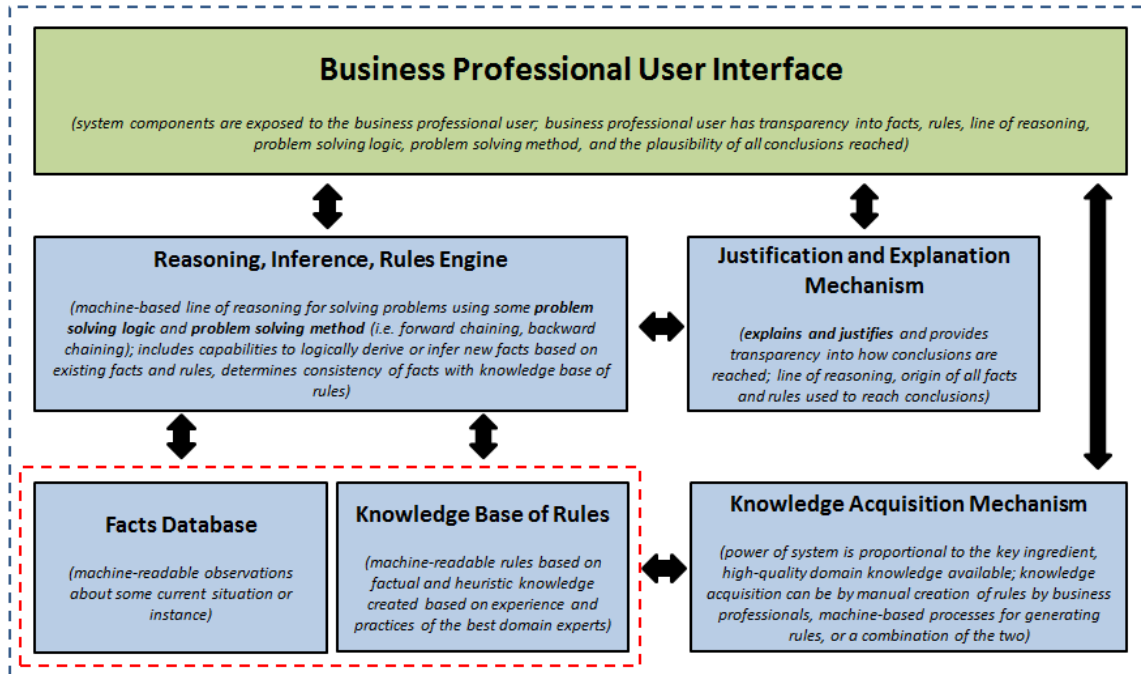 Business Professional User Interface
(system components are exposed to the business professional user; business professional user has transparency into facts, rules, line of reasoning,
problem solving logic, problem solving method, and the plausibility of all conclusions reached)
Reasoning, Inference, Rules Engine
(machine-based line of reasoning for solving problems using some problem
solving logic and problem solving method (i.e. forward chaining, backward
chaining); includes capabilities to logically derive or infer new facts based on
existing facts and rules, determines consistency of facts with knowledge base of
rules)
Justification and Explanation
Mechanism
(explains and justifies and provides
transparency into how conclusions are
reached; line of reasoning, origin of all facts
and rules used to reach conclusions)
Facts Database
(machine-readable observations
about some current situation or
instance)
Knowledge Base of Rules
(machine-readable rules based on
factual and heuristic knowledge
created based on experience and
practices of the best domain experts)
Knowledge Acquisition Mechanism
(power of system is proportional to the key ingredient,
high-quality domain knowledge available; knowledge
acquisition can be by manual creation of rules by business
professionals, machine-based processes for generating
rules, or a combination of the two)